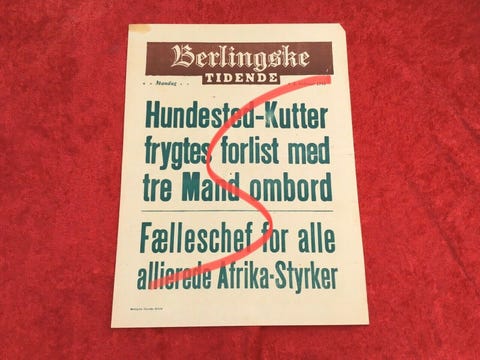 Berlingske
TIDENDE
Mandag
Hundested-Kutter
frygtes forlist med
tre Mand ombord
Fælleschef for alle
allierede Afrika-Styrker